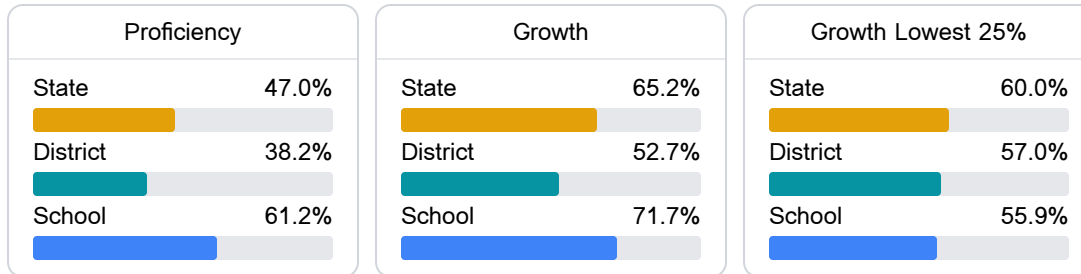 Proficiency
State 47.0%
District 38.2%
School 61.2%
Growth
State 65.2%
District 52.7%
School 71.7%
Growth Lowest 25%
State 60.0%
District 57.0%
School 55.9%